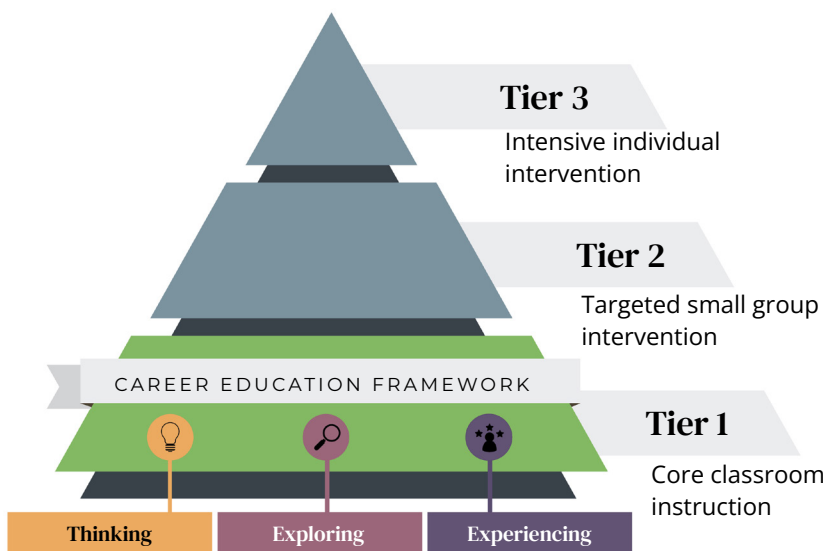 Tier 3
Intensive individual
intervention
Tier 2
Targeted small group
intervention
CAREER EDUCATION FRAMEWORK
Tier 1
Core classroom
instruction
Thinking
Exploring
Experiencing